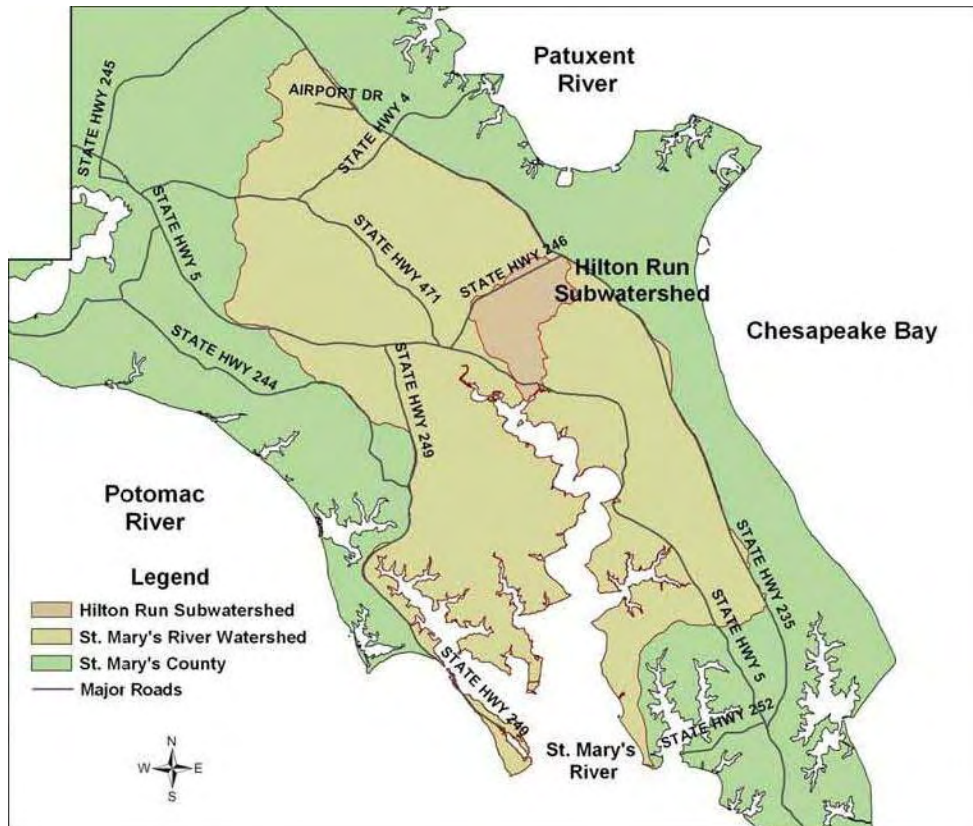 Patuxent
River
STATE HWY 245
AIRPORT DR
STATE HWY 4
STATE HWY 5
STATE HWY 471
STATE HWY 246
Hilton Run
Subwatershed
Chesapeake Bay
STATE HWY 244
STATE HWY 249
Potomac
River
STATE HWY 235
STATE HWY 5
STATE HWY 252
STATE HWY 249
St. Mary's
River
Legend
Hilton Run Subwatershed
St. Mary's River Watershed
St. Mary's County
Major Roads
N
W
E
S